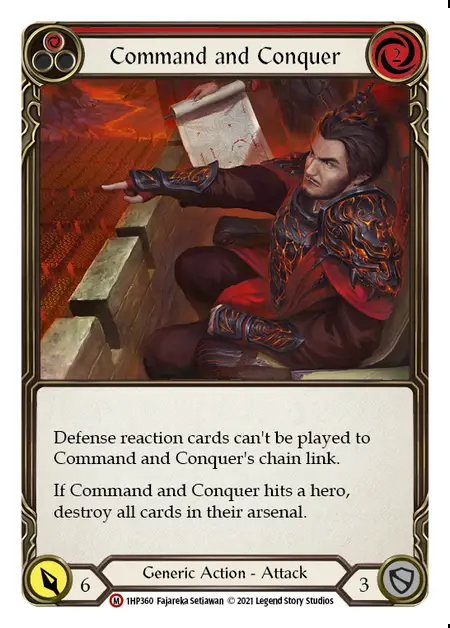 Command and Conquer
2
Defense reaction cards can't be played to
Command and Conquer's chain link.
If Command and Conquer hits a hero,
destroy all cards in their arsenal.
6
Generic Action - Attack
3
M 1HP360 Fajareka Setiawan © 2021 Legend Story Studios